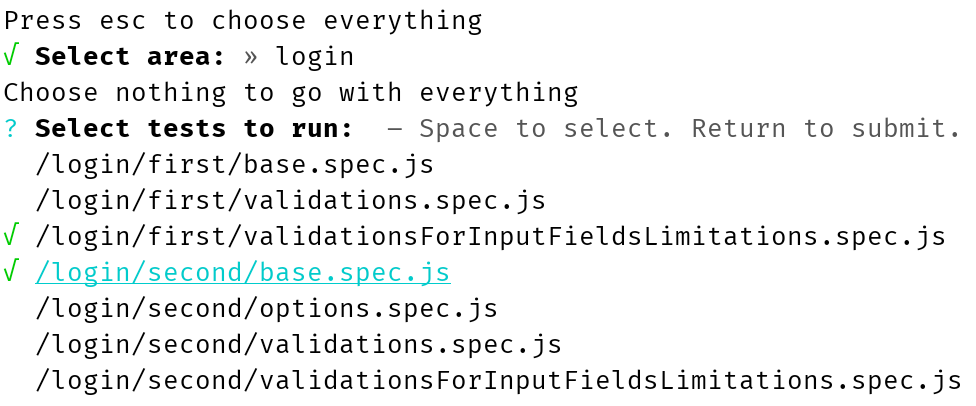 Press esc to choose everything
√ Select area: » login
Choose nothing to go with everything
? Select tests to run:  – Space to select. Return to submit.
/login/first/base.spec.js
/login/first/validations.spec.js
√ /login/first/validationsForInputFieldsLimitations.spec.js
√ /login/second/base.spec.js
/login/second/options.spec.js
/login/second/validations.spec.js
/login/second/validationsForInputFieldsLimitations.spec.js